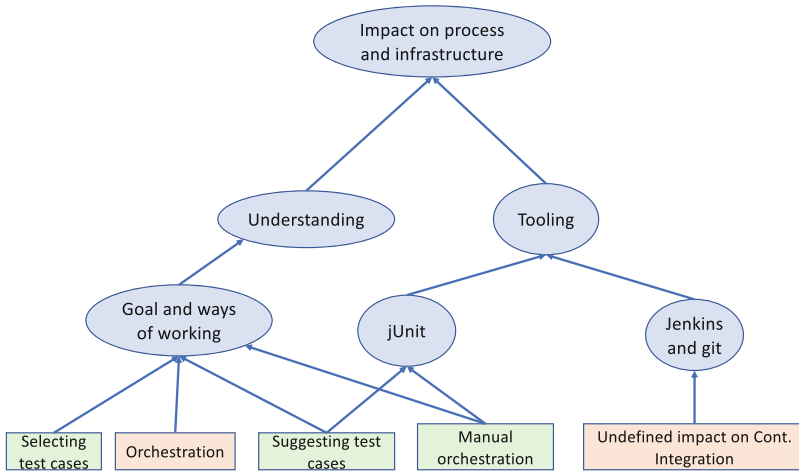 Impact on process
and infrastructure
Understanding
Tooling
Goal and ways
of working
jUnit
Jenkins
and git
Selecting
test cases
Orchestration
Suggesting test
cases
Manual
orchestration
Undefined impact on Cont.
Integration